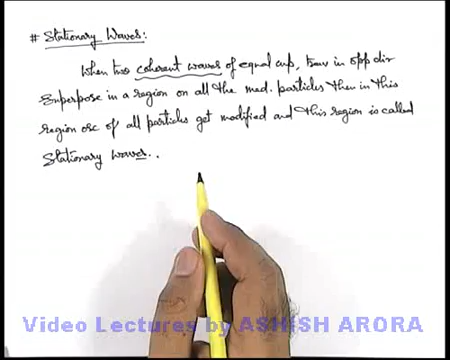 # Stationary Waves:
When two coherent waves of equal amp, trav in opp dir
Superpose in a region on all the med. particles then in this
region osc of all particles get modified and this region is called
Stationary waves.
Video Lectures by ASHISH ARORA